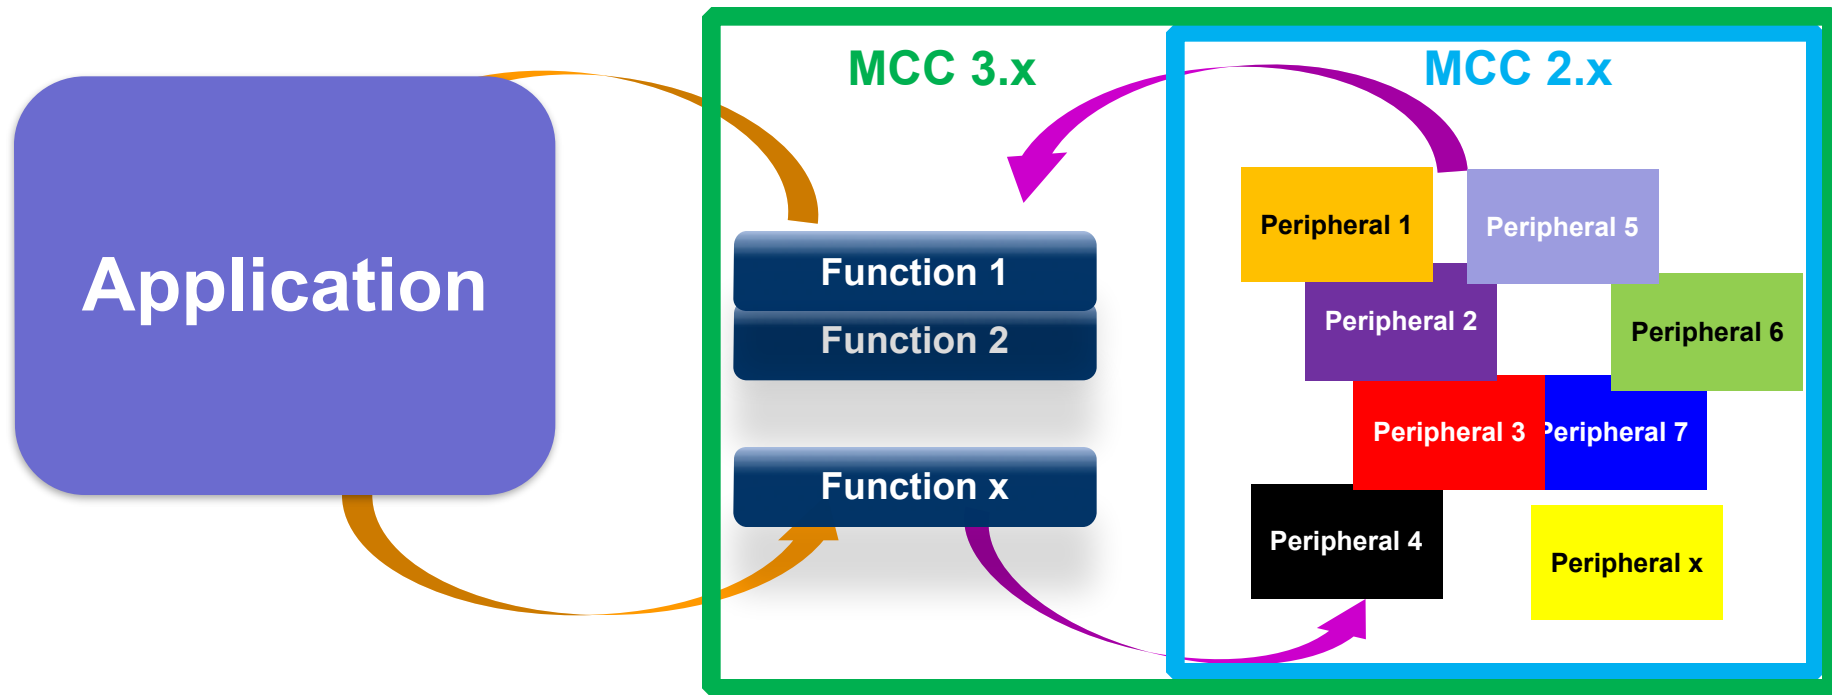 MCC 3.x
MCC 2.x
Application
Function 1
Function 2
Function x
Peripheral 1
Peripheral 5
Peripheral 2
Peripheral 6
Peripheral 3
Peripheral 7
Peripheral 4
Peripheral x